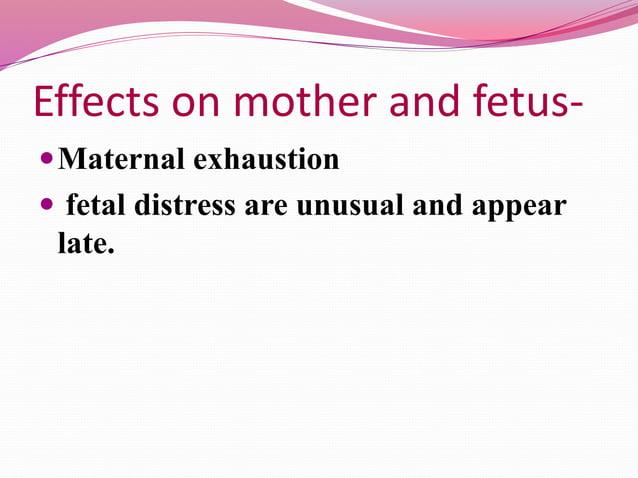 Effects on mother and fetus-
• Maternal exhaustion
• fetal distress are unusual and appear
late.